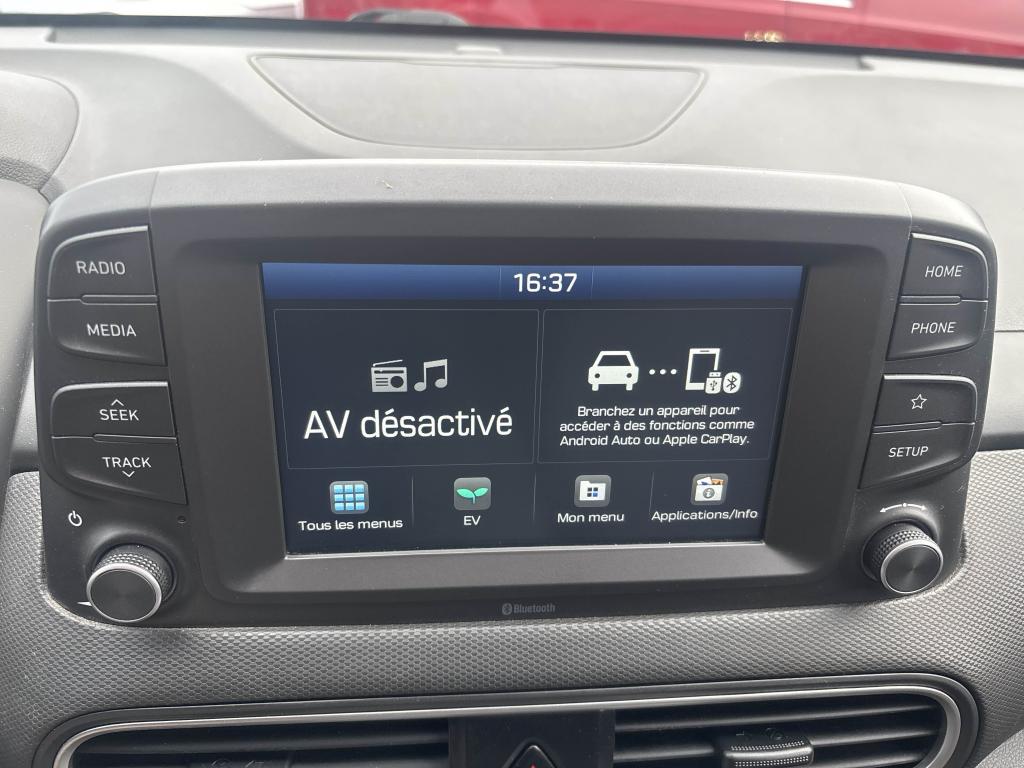 RADIO
MEDIA
SEEK
TRACK
16:37
AV désactivé
Branchez un appareil pour
accéder à des fonctions comme
Android Auto ou Apple CarPlay.
Tous les menus
EV
Mon menu
Applications/Info
HOME
PHONE
SETUP
Bluetooth